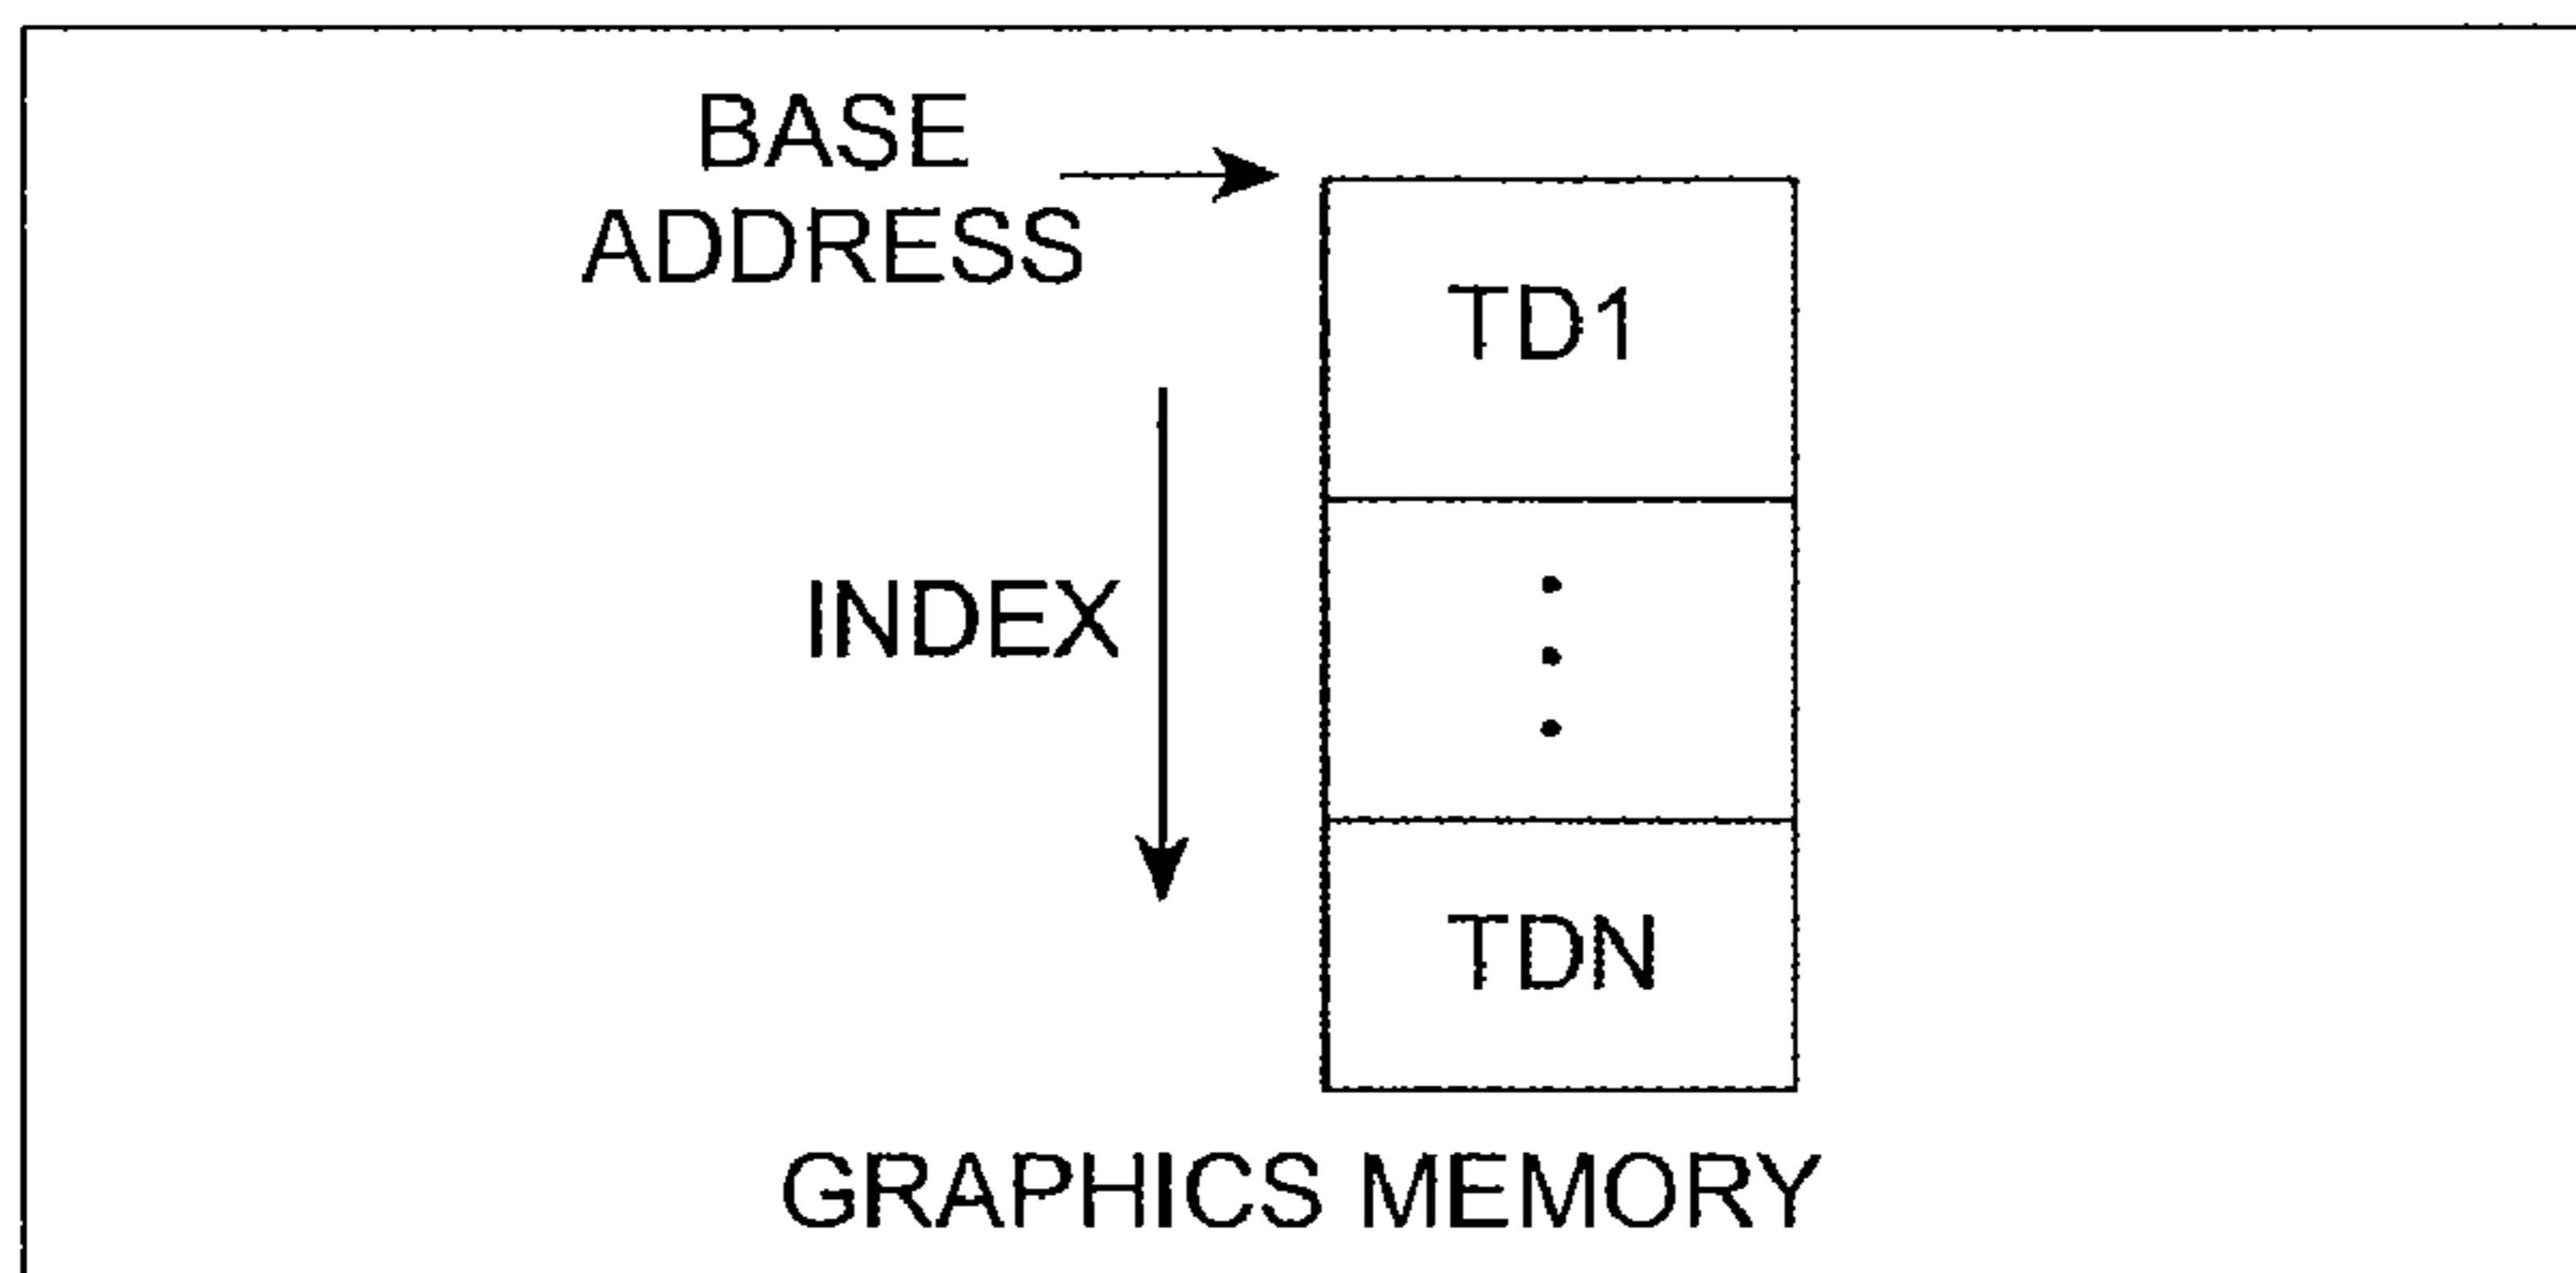 BASE
ADDRESS
TD1
INDEX
TDN
GRAPHICS MEMORY